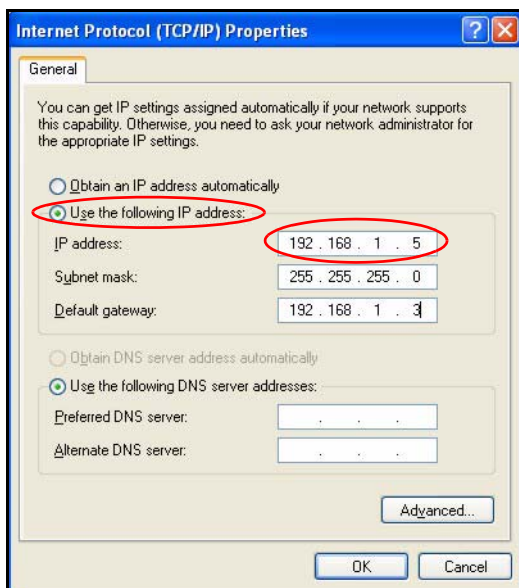 Internet Protocol (TCP/IP) Properties
General
You can get IP settings assigned automatically if your network supports
this capability. Otherwise, you need to ask your network administrator for
the appropriate IP settings.
Obtain an IP address automatically
Use the following IP address:
IP address: 192 . 168 . 1 . 5
Subnet mask: 255 . 255 . 255 . 0
Default gateway: 192 . 168 . 1 . 3
Obtain DNS server address automatically
Use the following DNS server addresses:
Preferred DNS server: . . .
Alternate DNS server: . . .
Advanced...
OK Cancel